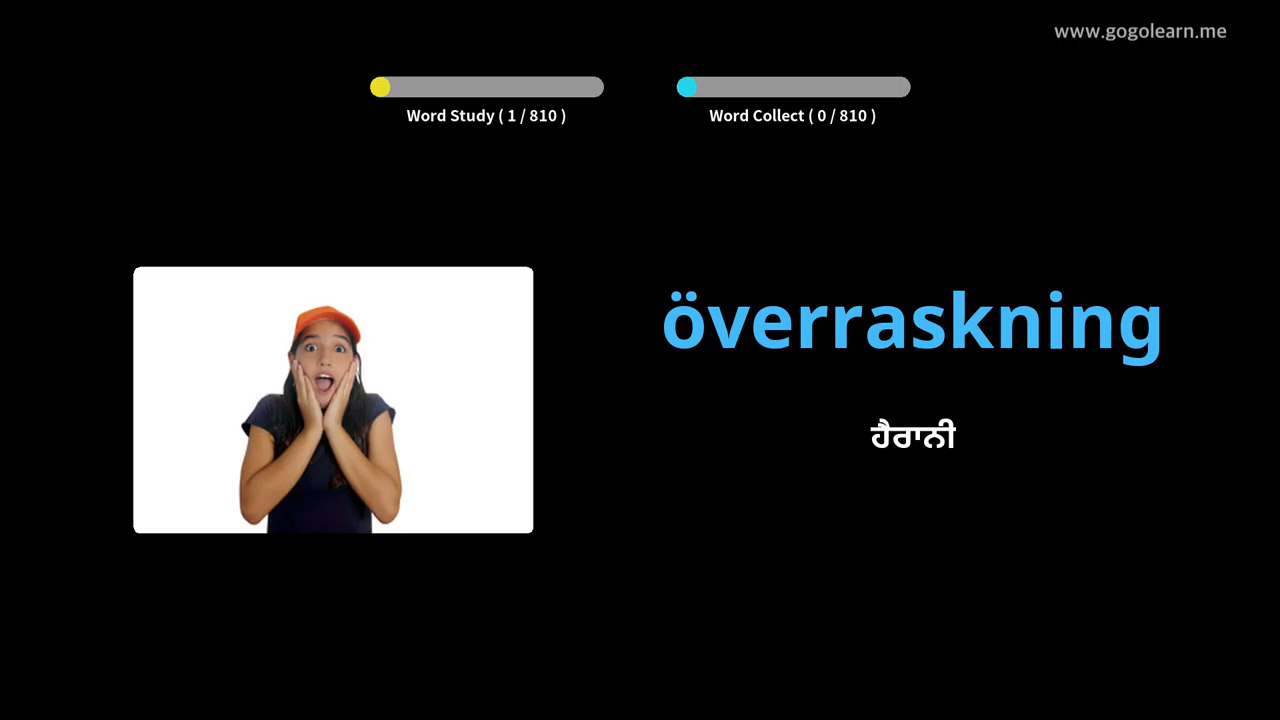 www.gogolearn.me
Word Study ( 1 / 810 )
Word Collect ( 0 / 810 )
överraskning
ਹੈਰਾਨੀ